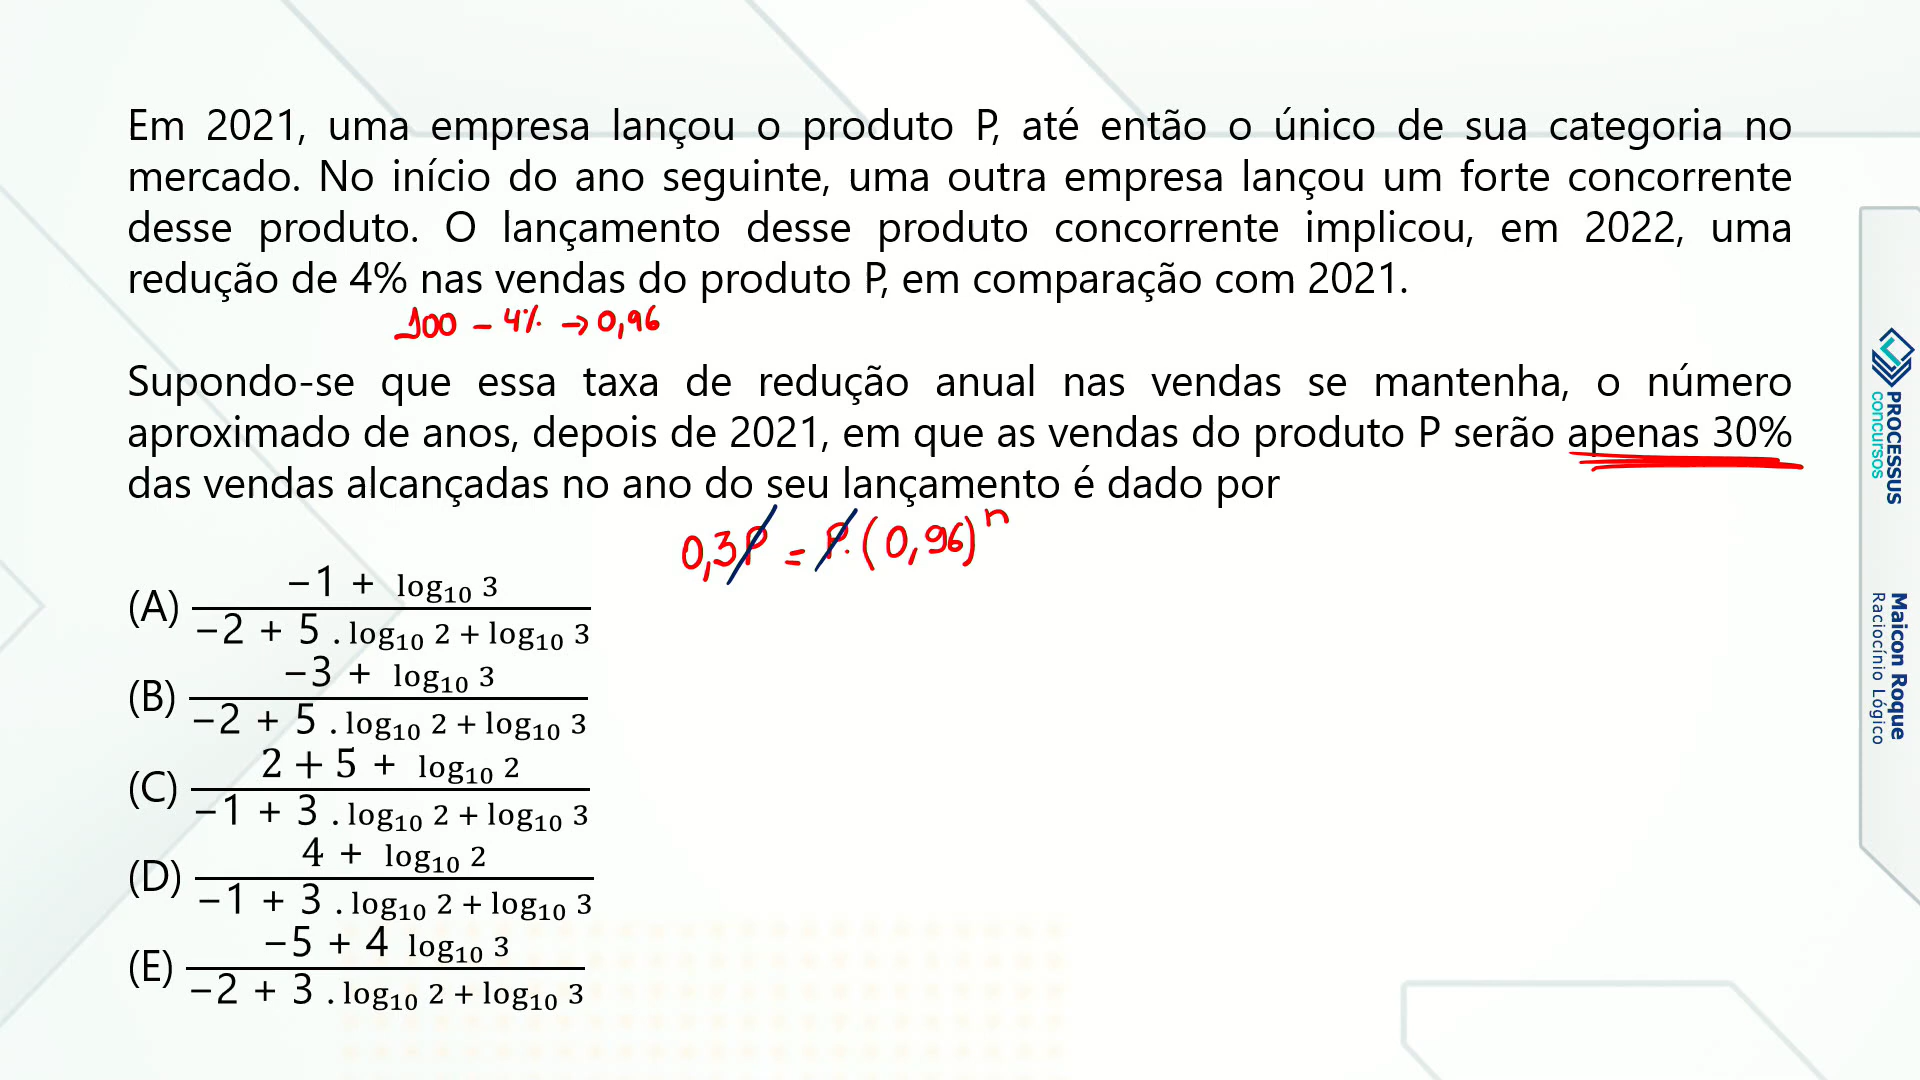 Em 2021, uma empresa lançou o produto P, até então o único de sua categoria no
mercado. No início do ano seguinte, uma outra empresa lançou um forte concorrente
desse produto. O lançamento desse produto concorrente implicou, em 2022, uma
redução de 4% nas vendas do produto P, em comparação com 2021.
100 – 4% → 0,96
Supondo-se que essa taxa de redução anual nas vendas se mantenha, o número
aproximado de anos, depois de 2021, em que as vendas do produto P serão apenas 30%
das vendas alcançadas no ano do seu lançamento é dado por
0,3P = P.(0,96)ⁿ
(A) −1 + log₁₀ 3
−2 + 5 . log₁₀ 2 + log₁₀ 3
(B) −3 + log₁₀ 3
−2 + 5 . log₁₀ 2 + log₁₀ 3
(C) 2 + 5 + log₁₀ 2
−1 + 3 . log₁₀ 2 + log₁₀ 3
(D) 4 + log₁₀ 2
−1 + 3 . log₁₀ 2 + log₁₀ 3
(E) −5 + 4 log₁₀ 3
−2 + 3 . log₁₀ 2 + log₁₀ 3
PROCESSUS
concursos
Maicon Roque
Raciocínio Lógico